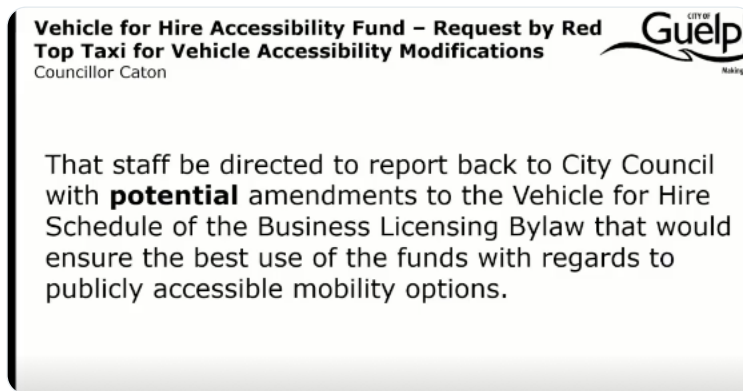 Vehicle for Hire Accessibility Fund – Request by Red
Top Taxi for Vehicle Accessibility Modifications
Councillor Caton
CITY OF
Guelp
Making
That staff be directed to report back to City Council
with potential amendments to the Vehicle for Hire
Schedule of the Business Licensing Bylaw that would
ensure the best use of the funds with regards to
publicly accessible mobility options.